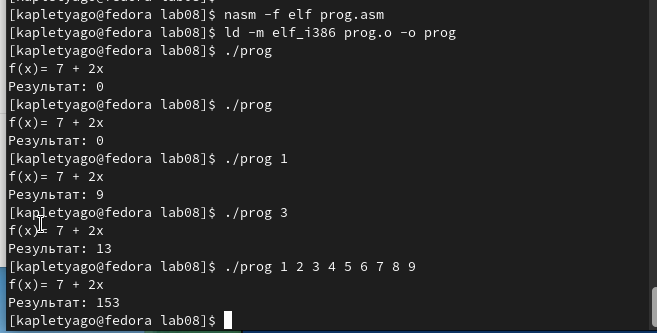 [kapletyago@fedora lab08]$ nasm -f elf prog.asm
[kapletyago@fedora lab08]$ ld -m elf_i386 prog.o -o prog
[kapletyago@fedora lab08]$ ./prog
f(x)= 7 + 2x
Результат: 0
[kapletyago@fedora lab08]$ ./prog
f(x)= 7 + 2x
Результат: 0
[kapletyago@fedora lab08]$ ./prog 1
f(x)= 7 + 2x
Результат: 9
[kapletyago@fedora lab08]$ ./prog 3
f(x)= 7 + 2x
Результат: 13
[kapletyago@fedora lab08]$ ./prog 1 2 3 4 5 6 7 8 9
f(x)= 7 + 2x
Результат: 153
[kapletyago@fedora lab08]$